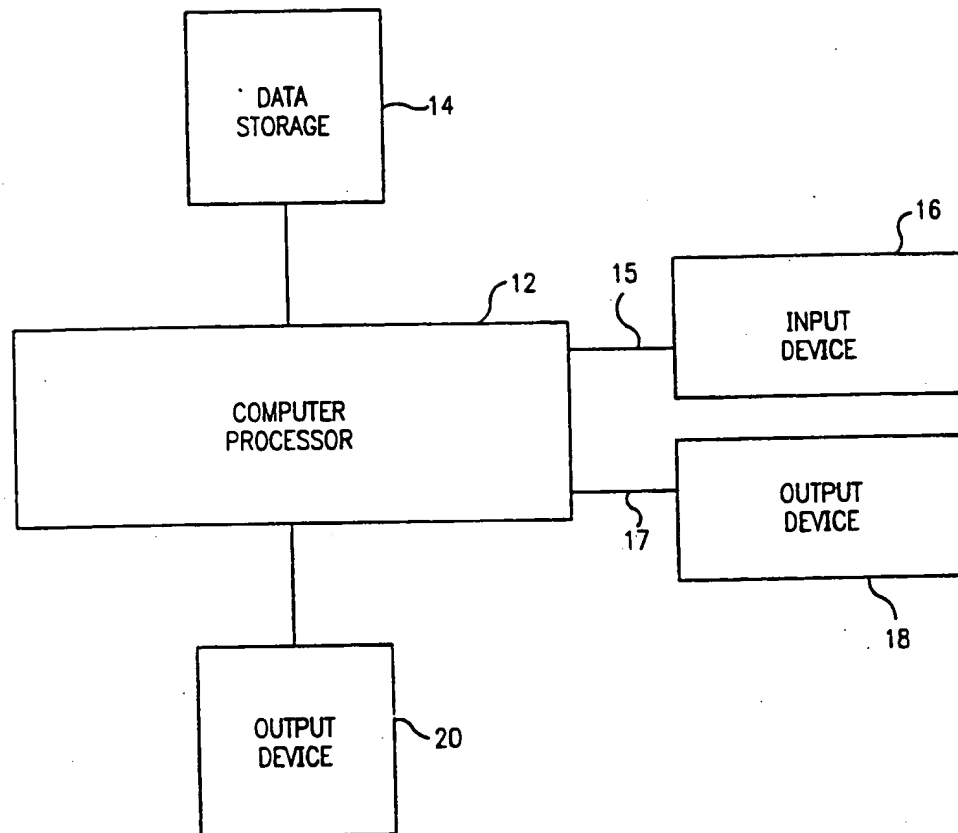 DATA
STORAGE
14
16
12
15
INPUT
DEVICE
COMPUTER
PROCESSOR
OUTPUT
DEVICE
17
18
OUTPUT
DEVICE
20